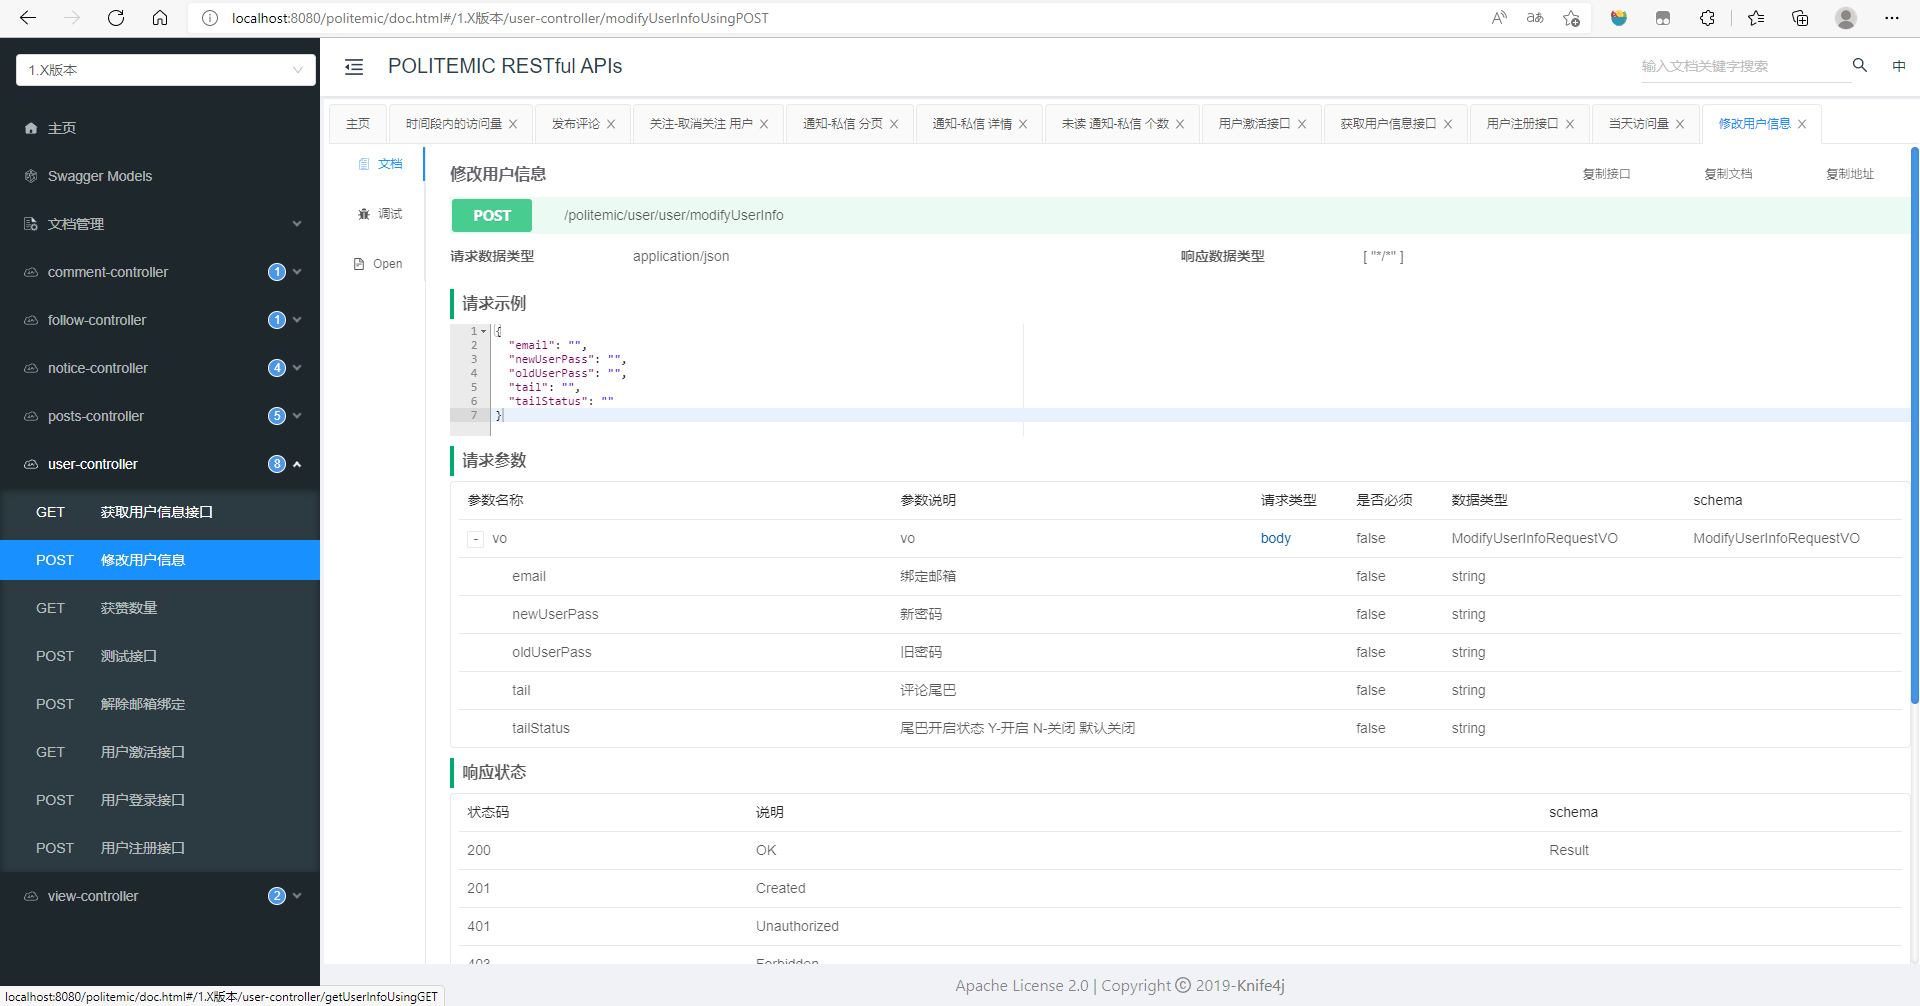 localhost:8080/politemic/doc.html#/1.X版本/user-controller/modifyUserInfoUsingPOST
1.X版本
主页
Swagger Models
文档管理
comment-controller 1
follow-controller 1
notice-controller 4
posts-controller 5
user-controller 8
GET 获取用户信息接口
POST 修改用户信息
GET 获赞数量
POST 测试接口
POST 解除邮箱绑定
GET 用户激活接口
POST 用户登录接口
POST 用户注册接口
view-controller 2
localhost:8080/politemic/doc.html#/1.X版本/user-controller/getUserInfoUsingGET
POLITEMIC RESTful APIs
输入文档关键字搜索
中
主页 时间段内的访问量 发布评论 关注-取消关注 用户 通知-私信 分页 通知-私信 详情 未读 通知-私信 个数 用户激活接口 获取用户信息接口 用户注册接口 当天访问量 修改用户信息
文档
调试
Open
修改用户信息 复制接口 复制文档 复制地址
POST /politemic/user/user/modifyUserInfo
请求数据类型 application/json 响应数据类型 [ "*/*" ]
请求示例
1 {
2 "email": "",
3 "newUserPass": "",
4 "oldUserPass": "",
5 "tail": "",
6 "tailStatus": ""
7 }
请求参数
参数名称 参数说明 请求类型 是否必须 数据类型 schema
- vo vo body false ModifyUserInfoRequestVO ModifyUserInfoRequestVO
email 绑定邮箱 false string
newUserPass 新密码 false string
oldUserPass 旧密码 false string
tail 评论尾巴 false string
tailStatus 尾巴开启状态 Y-开启 N-关闭 默认关闭 false string
响应状态
状态码 说明 schema
200 OK Result
201 Created
401 Unauthorized
403 Forbidden
Apache License 2.0 | Copyright © 2019-Knife4j